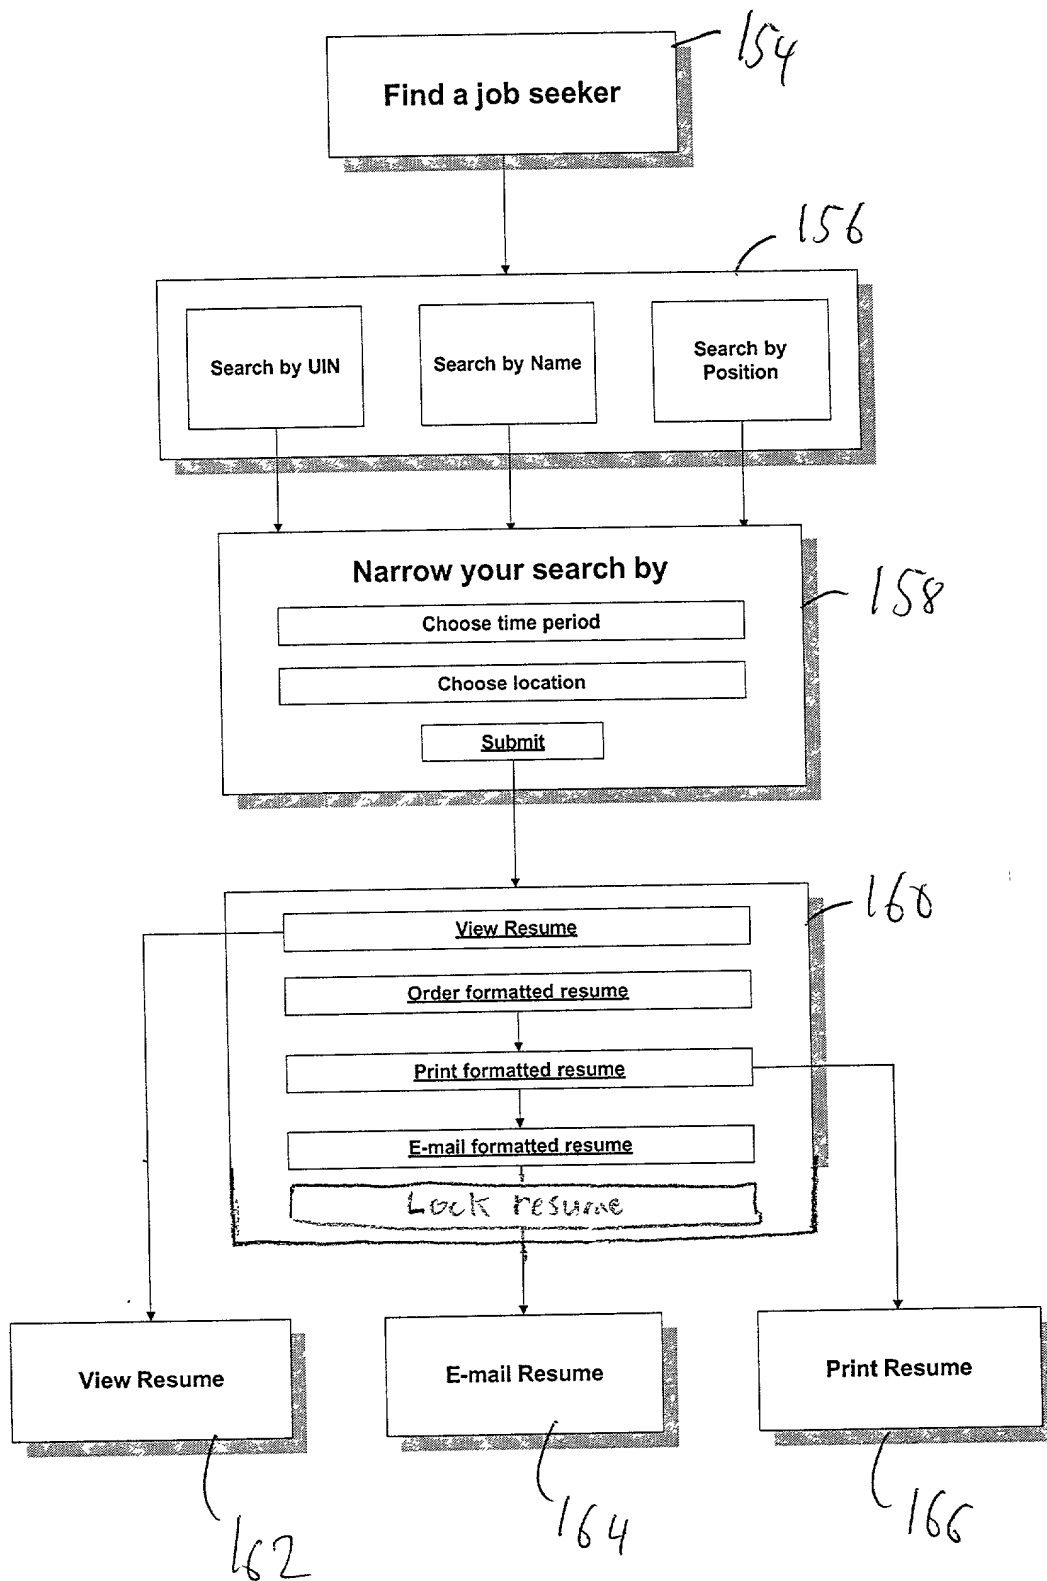 154
Find a job seeker
156
Search by UIN
Search by Name
Search by
Position
Narrow your search by
158
Choose time period
Choose location
Submit
160
View Resume
Order formatted resume
Print formatted resume
E-mail formatted resume
Lock resume
View Resume
E-mail Resume
Print Resume
162
164
166